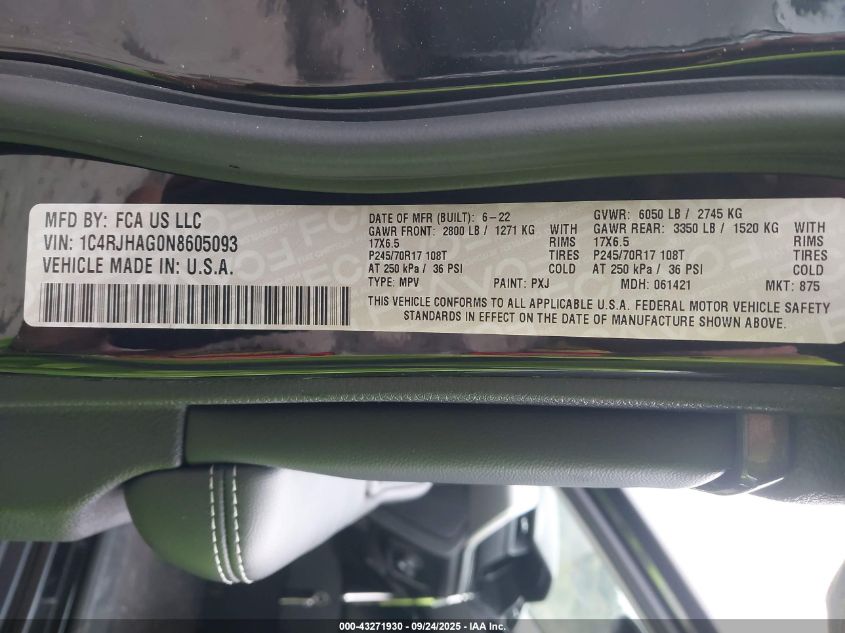 MFD BY: FCA US LLC
VIN: 1C4RJHAG0N8605093
VEHICLE MADE IN: U.S.A.
DATE OF MFR (BUILT): 6-22 GVWR: 6050 LB / 2745 KG
GAWR FRONT: 2800 LB / 1271 KG WITH GAWR REAR: 3350 LB / 1520 KG WITH
17X6.5 RIMS 17X6.5 RIMS
P245/70R17 108T TIRES P245/70R17 108T TIRES
AT 250 kPa / 36 PSI COLD AT 250 kPa / 36 PSI COLD
TYPE: MPV PAINT: PXJ MDH: 061421 MKT: 875
THIS VEHICLE CONFORMS TO ALL APPLICABLE U.S.A. FEDERAL MOTOR VEHICLE SAFETY
STANDARDS IN EFFECT ON THE DATE OF MANUFACTURE SHOWN ABOVE.
000-43271930 - 09/24/2025 - IAA Inc.